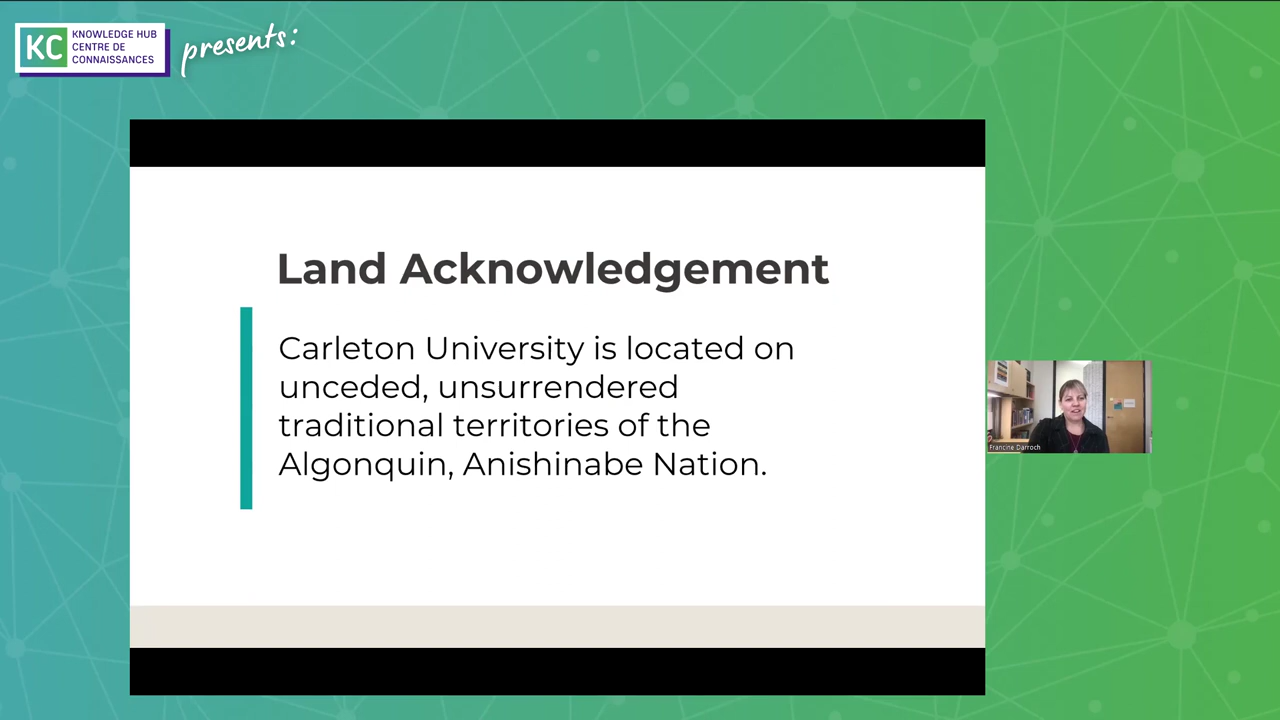 KC
KNOWLEDGE HUB
CENTRE DE
CONNAISSANCES
presents:
Land Acknowledgement
Carleton University is located on
unceded, unsurrendered
traditional territories of the
Algonquin, Anishinabe Nation.
Francine Darroch